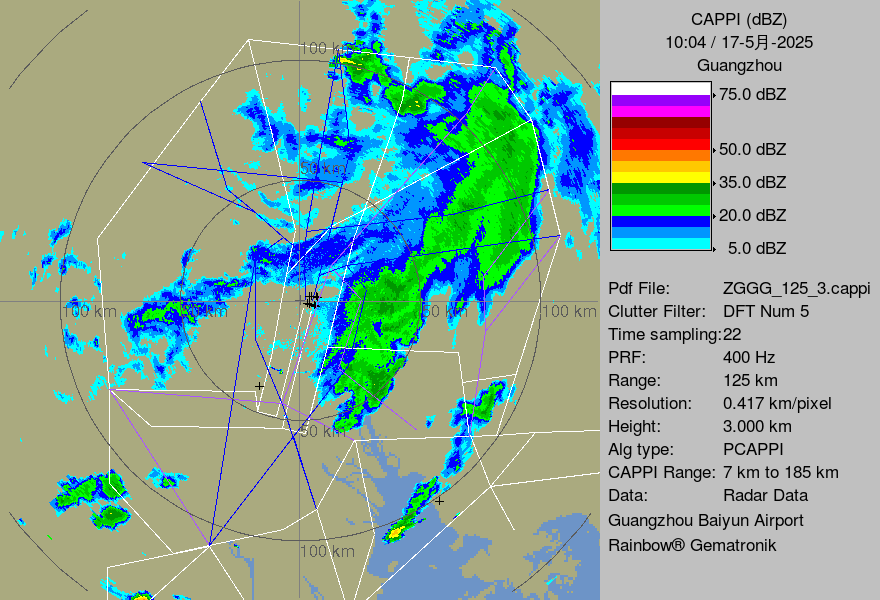 CAPPI (dBZ)
10:04 / 17-5月-2025
Guangzhou
75.0 dBZ
50.0 dBZ
35.0 dBZ
20.0 dBZ
5.0 dBZ
Pdf File: ZGGG_125_3.cappi
Clutter Filter: DFT Num 5
Time sampling:22
PRF: 400 Hz
Range: 125 km
Resolution: 0.417 km/pixel
Height: 3.000 km
Alg type: PCAPPI
CAPPI Range: 7 km to 185 km
Data: Radar Data
Guangzhou Baiyun Airport
Rainbow® Gematronik
100 km
50 km
100 km 50 km 50 km 100 km
50 km
100 km